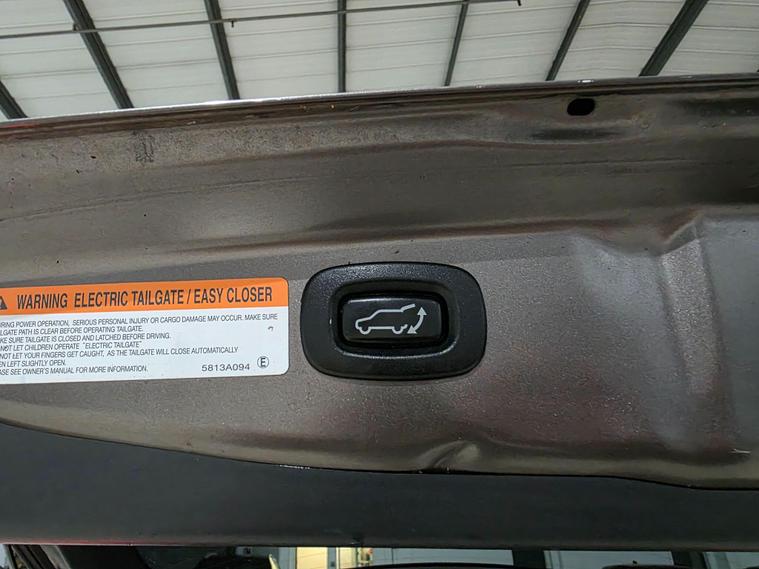 WARNING ELECTRIC TAILGATE / EASY CLOSER
POWER OPERATION, SERIOUS PERSONAL INJURY OR CARGO DAMAGE MAY OCCUR. MAKE SURE
PATH IS CLEAR BEFORE OPERATING TAILGATE.
SURE TAILGATE IS CLOSED AND LATCHED BEFORE DRIVING.
LET CHILDREN OPERATE "ELECTRIC TAILGATE"
LET YOUR FINGERS GET CAUGHT, AS THE TAILGATE WILL CLOSE AUTOMATICALLY
LEFT SLIGHTLY OPEN.
SEE OWNER'S MANUAL FOR MORE INFORMATION. 5813A094 E